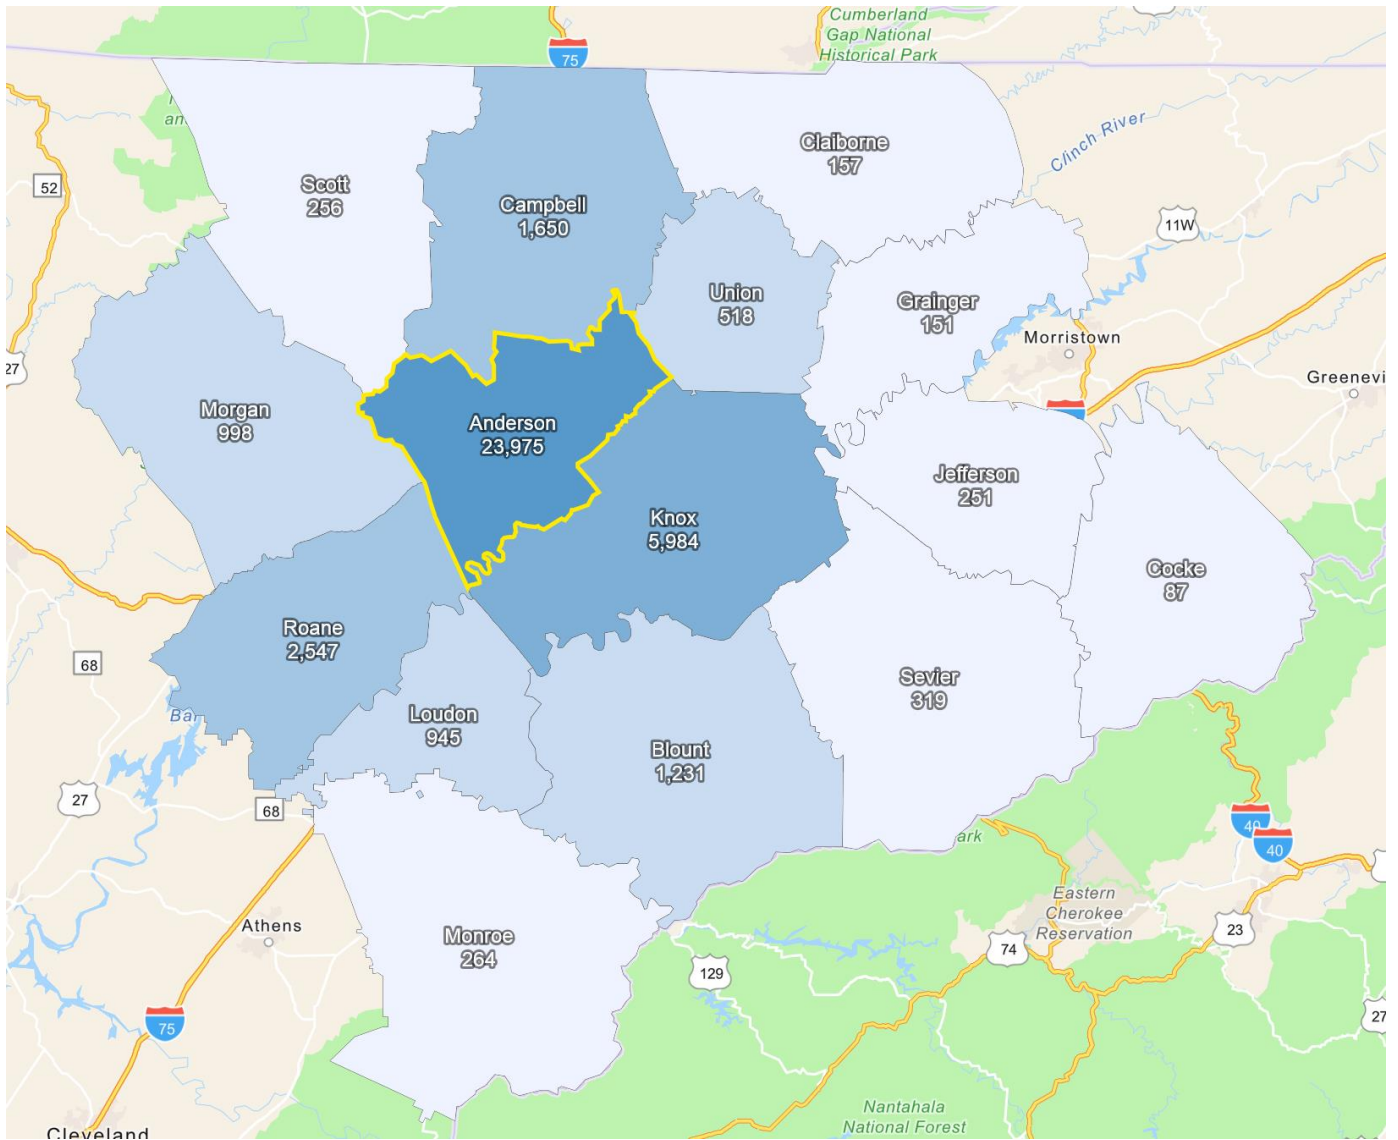 Cumberland
Gap National
Historical Park
75
an
Clinch River
52
Scott
256
Claiborne
157
Campbell
1,650
11W
Union
518
Grainger
151
Morristown
27
Greenevi
Morgan
998
Anderson
23,975
Jefferson
251
Knox
5,984
Cocke
87
Roane
2,547
68
Sevier
319
Loudon
945
Bar
Blount
1,231
27
68
40
ark
40
Eastern
Cherokee
Reservation
Athens
23
Monroe
264
74
129
75
27
Nantahala
National Forest
Cleveland